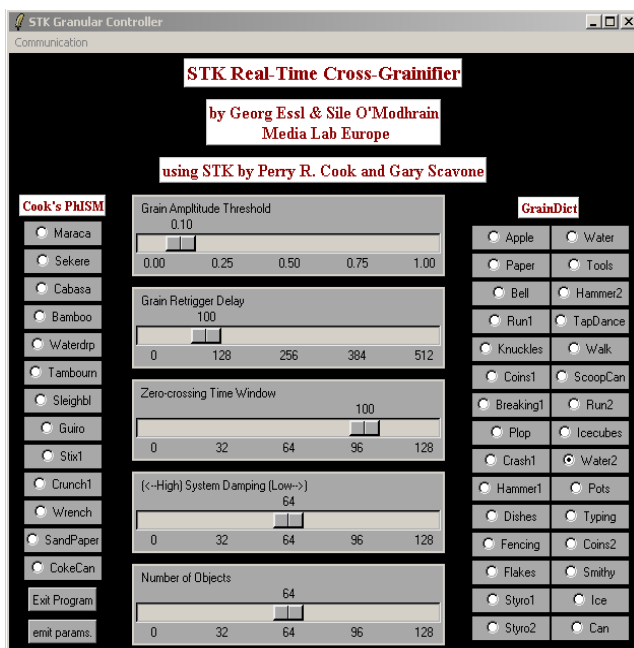 STK Granular Controller
Communication
STK Real-Time Cross-Grainifier
by Georg Essl & Sile O'Modhrain
Media Lab Europe
using STK by Perry R. Cook and Gary Scavone
Cook's PhISM
Maraca
Sekere
Cabasa
Bamboo
Waterdrp
Tambourn
Sleighbl
Guiro
Stix1
Crunch1
Wrench
SandPaper
CokeCan
Exit Program
emit params.
Grain Ampltitude Threshold
0.10
0.00 0.25 0.50 0.75 1.00
Grain Retrigger Delay
100
0 128 256 384 512
Zero-crossing Time Window
100
0 32 64 96 128
(<--High) System Damping (Low-->)
64
0 32 64 96 128
Number of Objects
64
0 32 64 96 128
GrainDict
Apple Water
Paper Tools
Bell Hammer2
Run1 TapDance
Knuckles Walk
Coins1 ScoopCan
Breaking1 Run2
Plop Icecubes
Crash1 Water2
Hammer1 Pots
Dishes Typing
Fencing Coins2
Flakes Smithy
Styro1 Ice
Styro2 Can